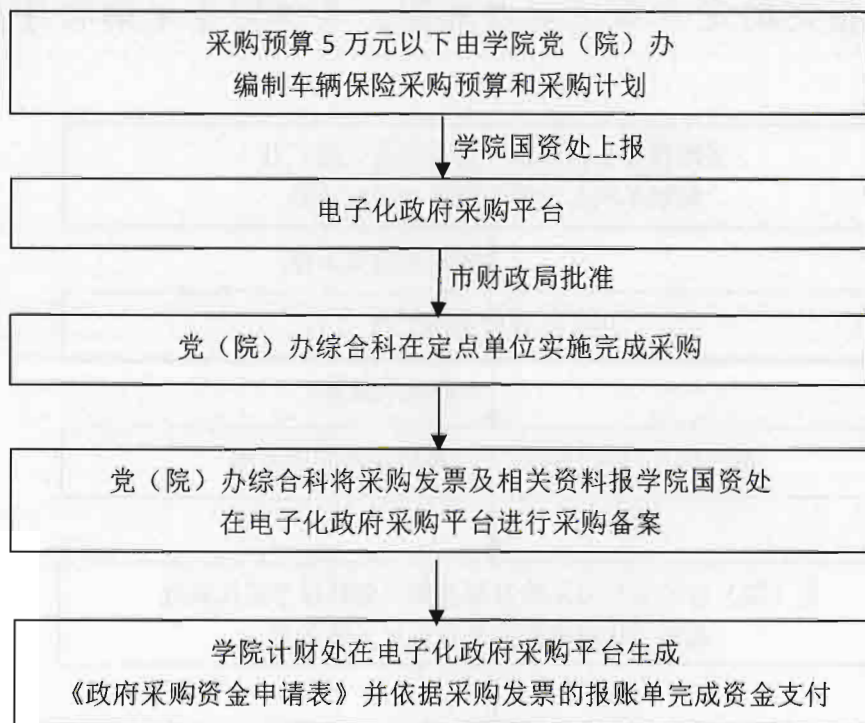 采购预算 5 万元以下由学院党（院）办
编制车辆保险采购预算和采购计划
学院国资处上报
电子化政府采购平台
市财政局批准
党（院）办综合科在定点单位实施完成采购
党（院）办综合科将采购发票及相关资料报学院国资处
在电子化政府采购平台进行采购备案
学院计财处在电子化政府采购平台生成
《政府采购资金申请表》并依据采购发票的报账单完成资金支付